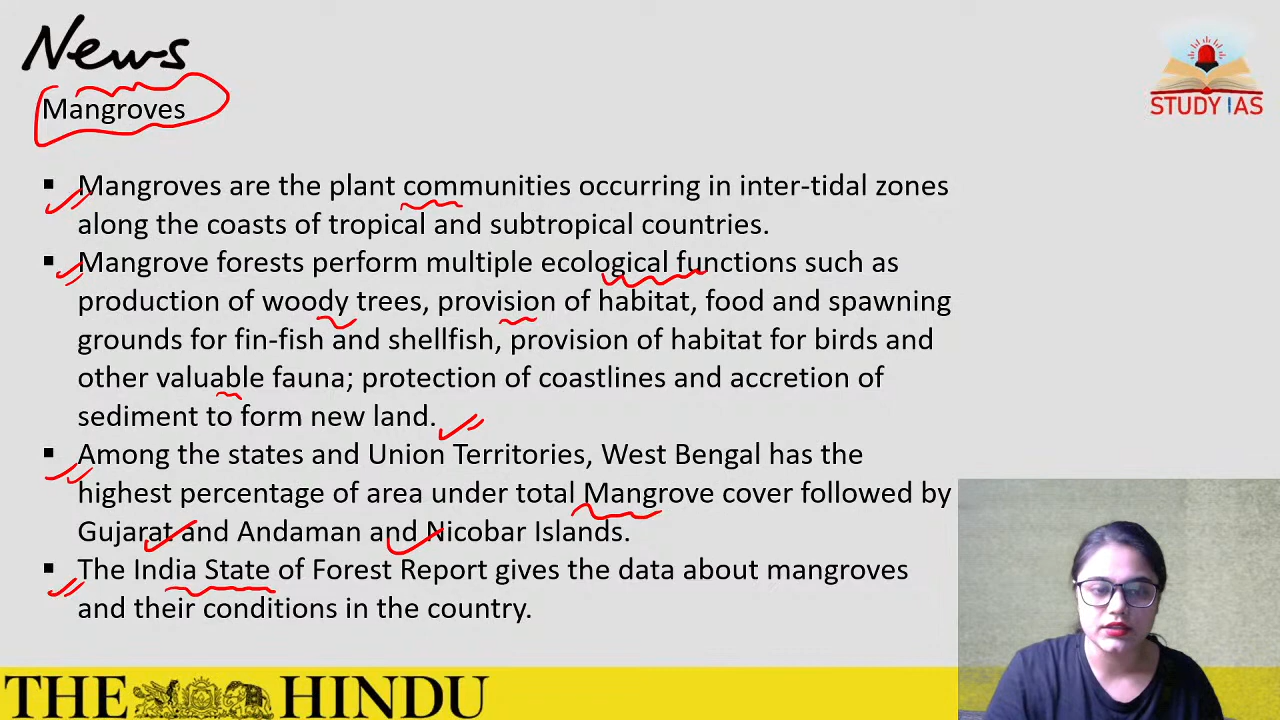 News
STUDY IAS
Mangroves
▪ Mangroves are the plant communities occurring in inter-tidal zones
along the coasts of tropical and subtropical countries.
▪ Mangrove forests perform multiple ecological functions such as
production of woody trees, provision of habitat, food and spawning
grounds for fin-fish and shellfish, provision of habitat for birds and
other valuable fauna; protection of coastlines and accretion of
sediment to form new land.
▪ Among the states and Union Territories, West Bengal has the
highest percentage of area under total Mangrove cover followed by
Gujarat and Andaman and Nicobar Islands.
▪ The India State of Forest Report gives the data about mangroves
and their conditions in the country.
THE HINDU